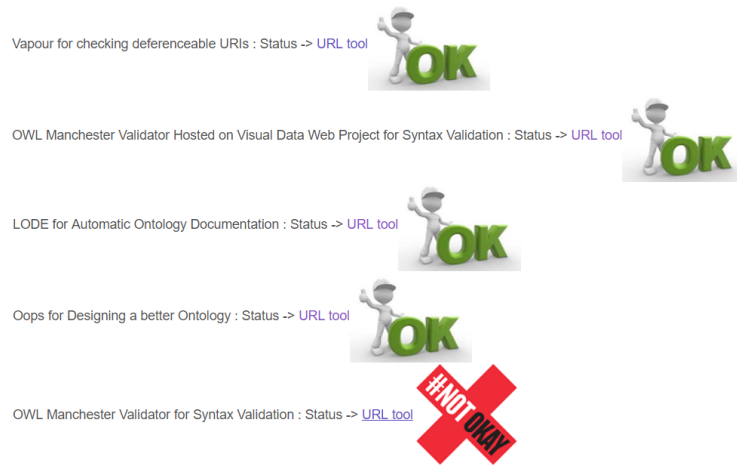 Vapour for checking deferenceable URIs : Status -> URL tool
OK
OWL Manchester Validator Hosted on Visual Data Web Project for Syntax Validation : Status -> URL tool
OK
LODE for Automatic Ontology Documentation : Status -> URL tool
OK
Oops for Designing a better Ontology : Status -> URL tool
OK
OWL Manchester Validator for Syntax Validation : Status -> URL tool
#NOTOKAY